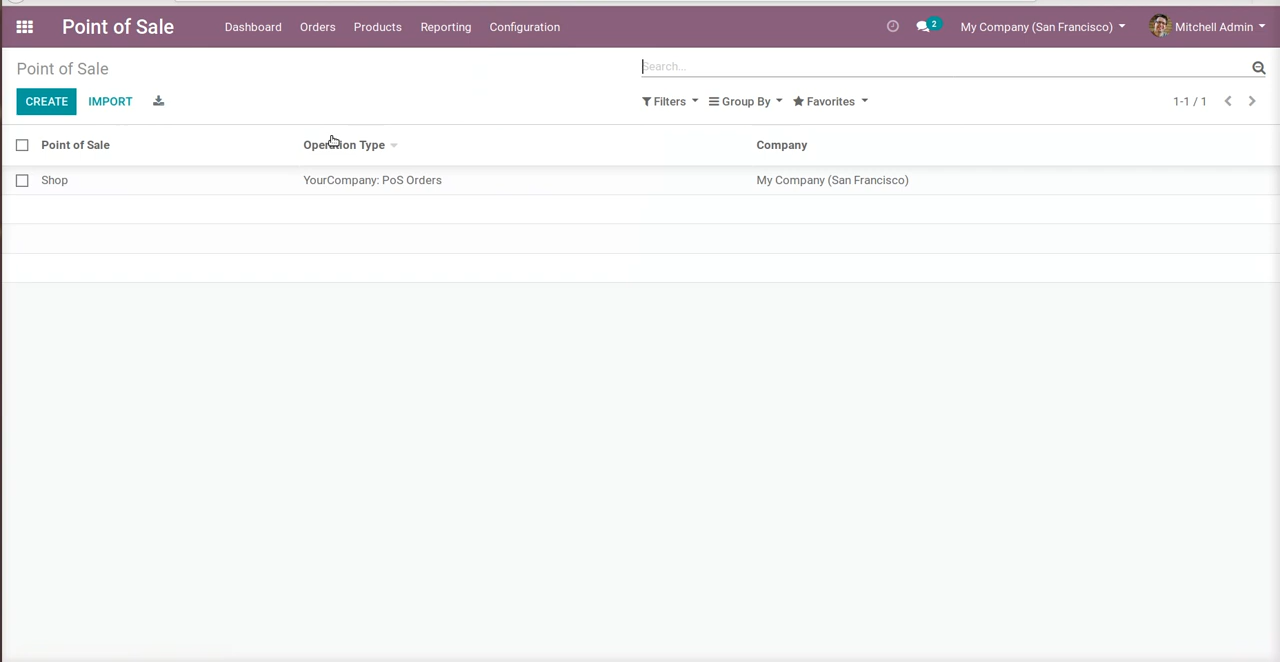 Point of Sale Dashboard Orders Products Reporting Configuration 2 My Company (San Francisco) Mitchell Admin
Point of Sale Search...
CREATE IMPORT Filters Group By Favorites 1-1 / 1
Point of Sale Operation Type Company
Shop YourCompany: PoS Orders My Company (San Francisco)